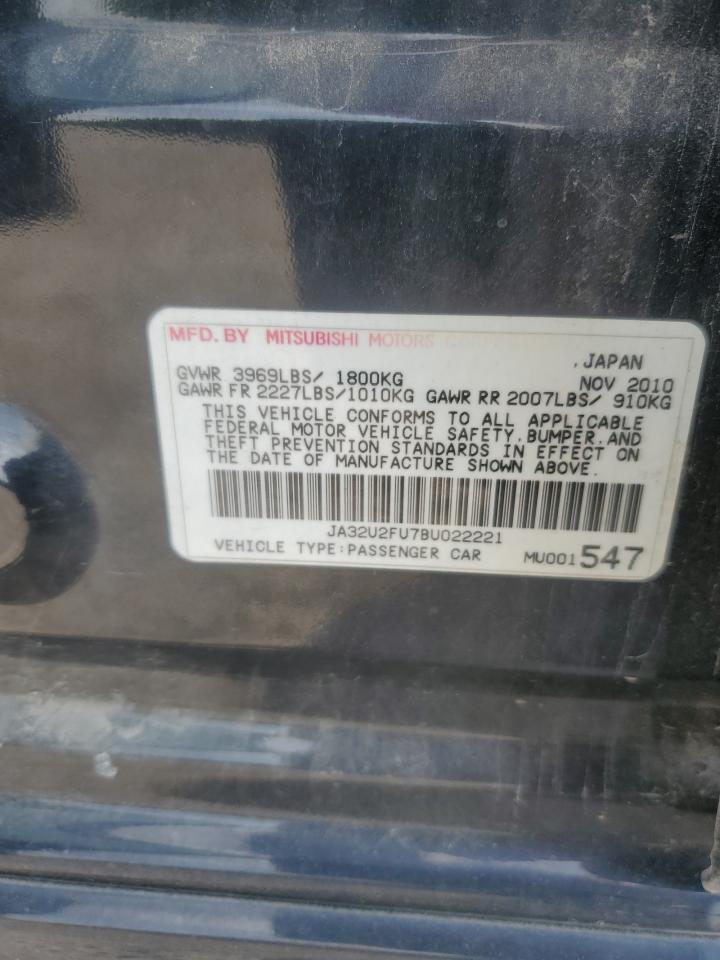 MFD. BY MITSUBISHI MOTORS CORPORATION
, JAPAN
GVWR 3969LBS/ 1800KG NOV 2010
GAWR FR 2227LBS/1010KG GAWR RR 2007LBS/ 910KG
THIS VEHICLE CONFORMS TO ALL APPLICABLE
FEDERAL MOTOR VEHICLE SAFETY, BUMPER, AND
THEFT PREVENTION STANDARDS IN EFFECT ON
THE DATE OF MANUFACTURE SHOWN ABOVE.
JA32U2FU7BU022221
VEHICLE TYPE:PASSENGER CAR MU001547